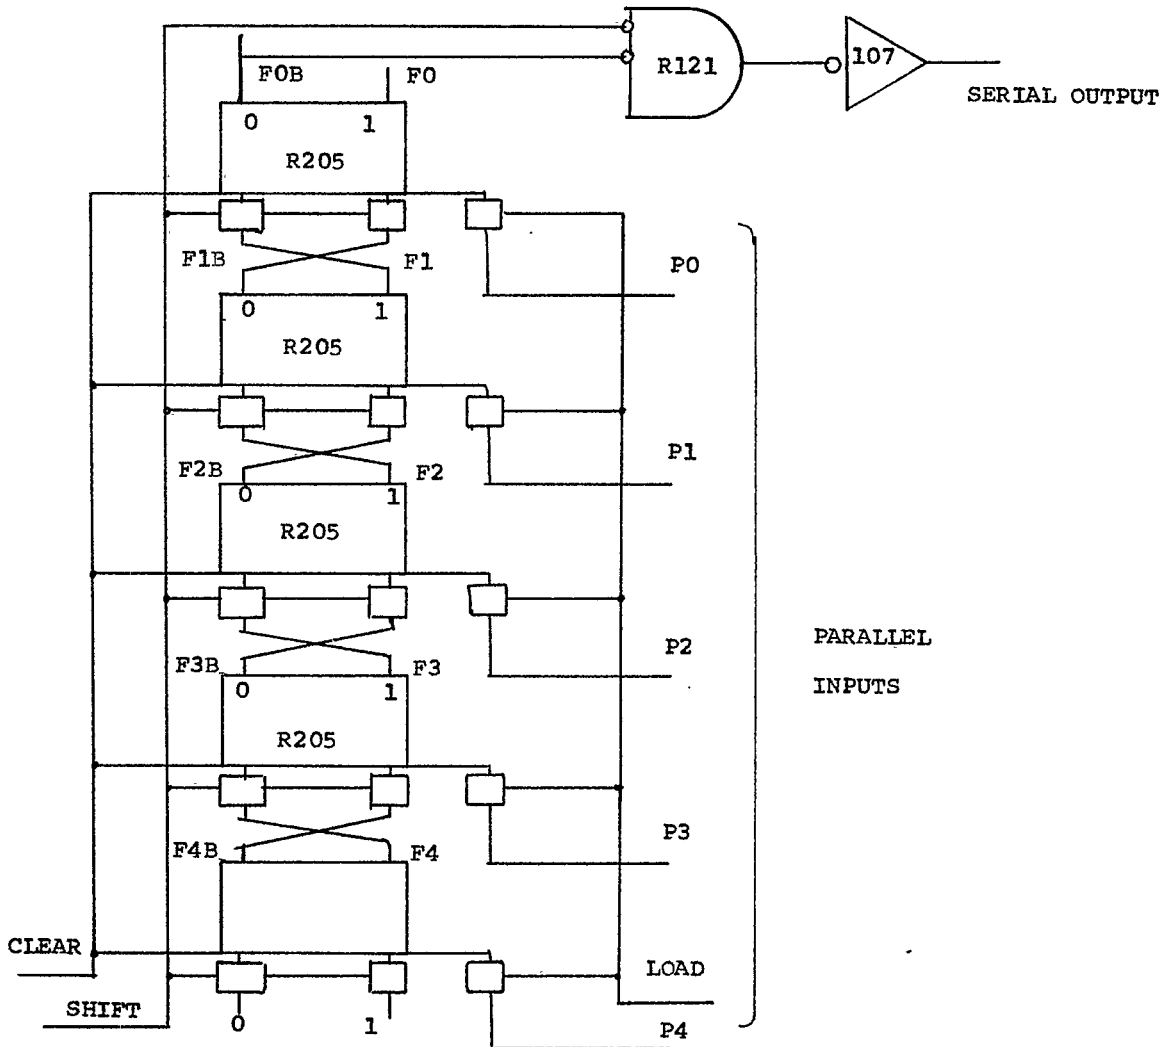 107
R121
F0B
F0
SERIAL OUTPUT
0
1
R205
F1B
F1
P0
0
1
R205
P1
F2B
F2
0
1
R205
PARALLEL
INPUTS
P2
F3B
F3
0
1
R205
P3
F4B
F4
CLEAR
LOAD
SHIFT
0
1
P4